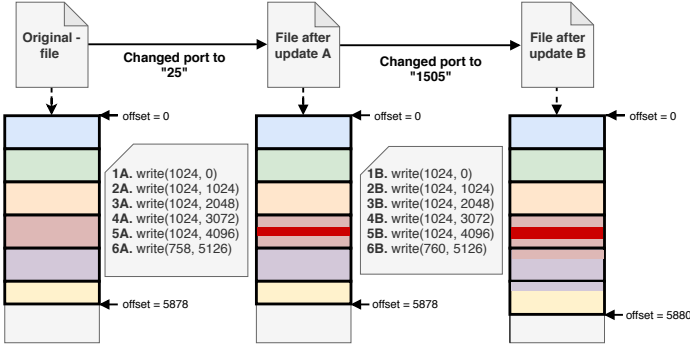 Original -
file
Changed port to
"25"
File after
update A
Changed port to
"1505"
File after
update B
offset = 0
offset = 0
offset = 0
1A. write(1024, 0)
2A. write(1024, 1024)
3A. write(1024, 2048)
4A. write(1024, 3072)
5A. write(1024, 4096)
6A. write(758, 5126)
1B. write(1024, 0)
2B. write(1024, 1024)
3B. write(1024, 2048)
4B. write(1024, 3072)
5B. write(1024, 4096)
6B. write(760, 5126)
offset = 5878
offset = 5878
offset = 5880